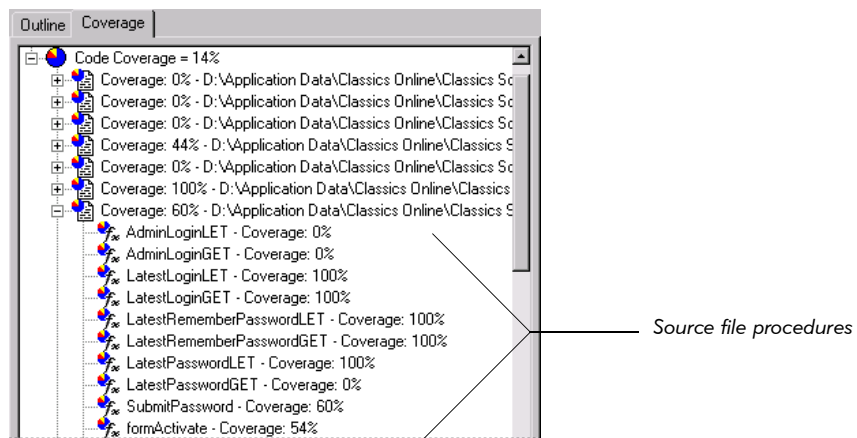 Outline Coverage
Code Coverage = 14%
Coverage: 0% - D:\Application Data\Classics Online\Classics Sc
Coverage: 0% - D:\Application Data\Classics Online\Classics Sc
Coverage: 0% - D:\Application Data\Classics Online\Classics Sc
Coverage: 44% - D:\Application Data\Classics Online\Classics S
Coverage: 0% - D:\Application Data\Classics Online\Classics Sc
Coverage: 100% - D:\Application Data\Classics Online\Classics
Coverage: 60% - D:\Application Data\Classics Online\Classics S
AdminLoginLET - Coverage: 0%
AdminLoginGET - Coverage: 0%
LatestLoginLET - Coverage: 100%
LatestLoginGET - Coverage: 100%
LatestRememberPasswordLET - Coverage: 100%
Source file procedures
LatestRememberPasswordGET - Coverage: 100%
LatestPasswordLET - Coverage: 100%
LatestPasswordGET - Coverage: 0%
SubmitPassword - Coverage: 60%
formActivate - Coverage: 54%